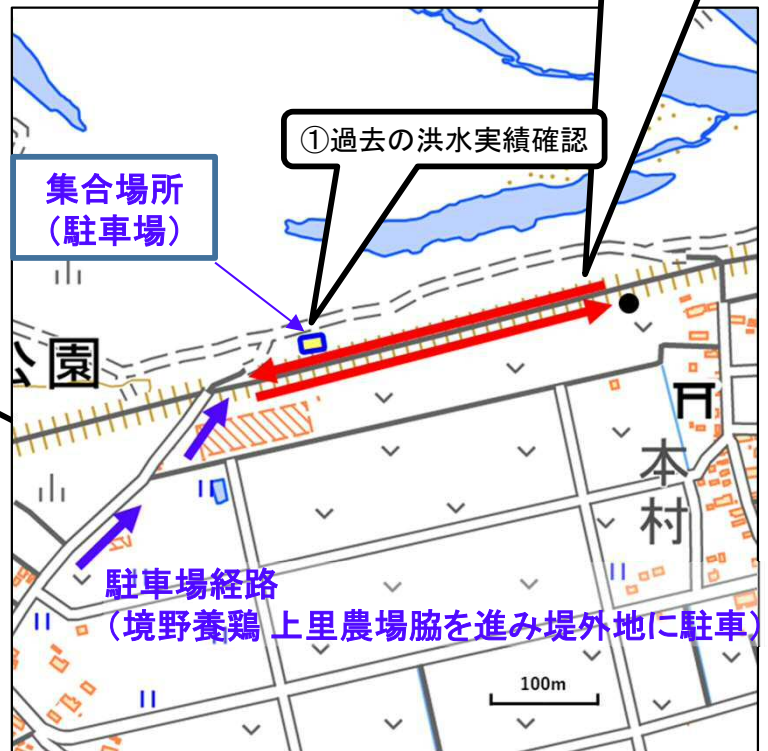 ①過去の洪水実績確認
集合場所
(駐車場)
公園
本
村
駐車場経路
(境野養鶏 上里農場脇を進み堤外地に駐車)
100m